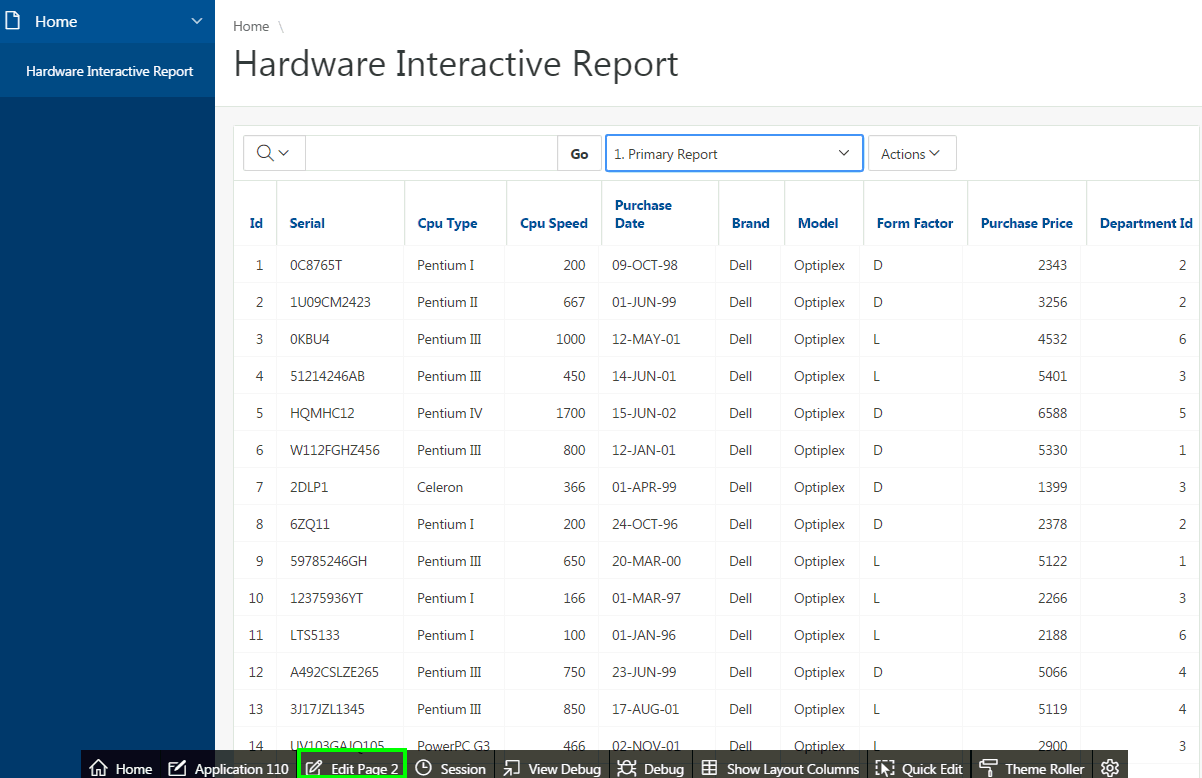 Home
Hardware Interactive Report
Home \
Hardware Interactive Report
Go 1. Primary Report Actions
Id Serial Cpu Type Cpu Speed Purchase Date Brand Model Form Factor Purchase Price Department Id
1 0C8765T Pentium I 200 09-OCT-98 Dell Optiplex D 2343 2
2 1U09CM2423 Pentium II 667 01-JUN-99 Dell Optiplex D 3256 2
3 0KBU4 Pentium III 1000 12-MAY-01 Dell Optiplex L 4532 6
4 51214246AB Pentium III 450 14-JUN-01 Dell Optiplex L 5401 3
5 HQMHC12 Pentium IV 1700 15-JUN-02 Dell Optiplex D 6588 5
6 W112FGHZ456 Pentium III 800 12-JAN-01 Dell Optiplex D 5330 1
7 2DLP1 Celeron 366 01-APR-99 Dell Optiplex D 1399 3
8 6ZQ11 Pentium I 200 24-OCT-96 Dell Optiplex D 2378 2
9 59785246GH Pentium III 650 20-MAR-00 Dell Optiplex L 5122 1
10 12375936YT Pentium I 166 01-MAR-97 Dell Optiplex L 2266 3
11 LTS5133 Pentium I 100 01-JAN-96 Dell Optiplex L 2188 6
12 A492CSLZE265 Pentium III 750 23-JUN-99 Dell Optiplex D 5066 4
13 3J17JZL1345 Pentium III 850 17-AUG-01 Dell Optiplex L 5119 4
14 UV103GAJQ105 PowerPC G3 466 02-NOV-01 Dell Optiplex L 2900 3
Home Application 110 Edit Page 2 Session View Debug Debug Show Layout Columns Quick Edit Theme Roller